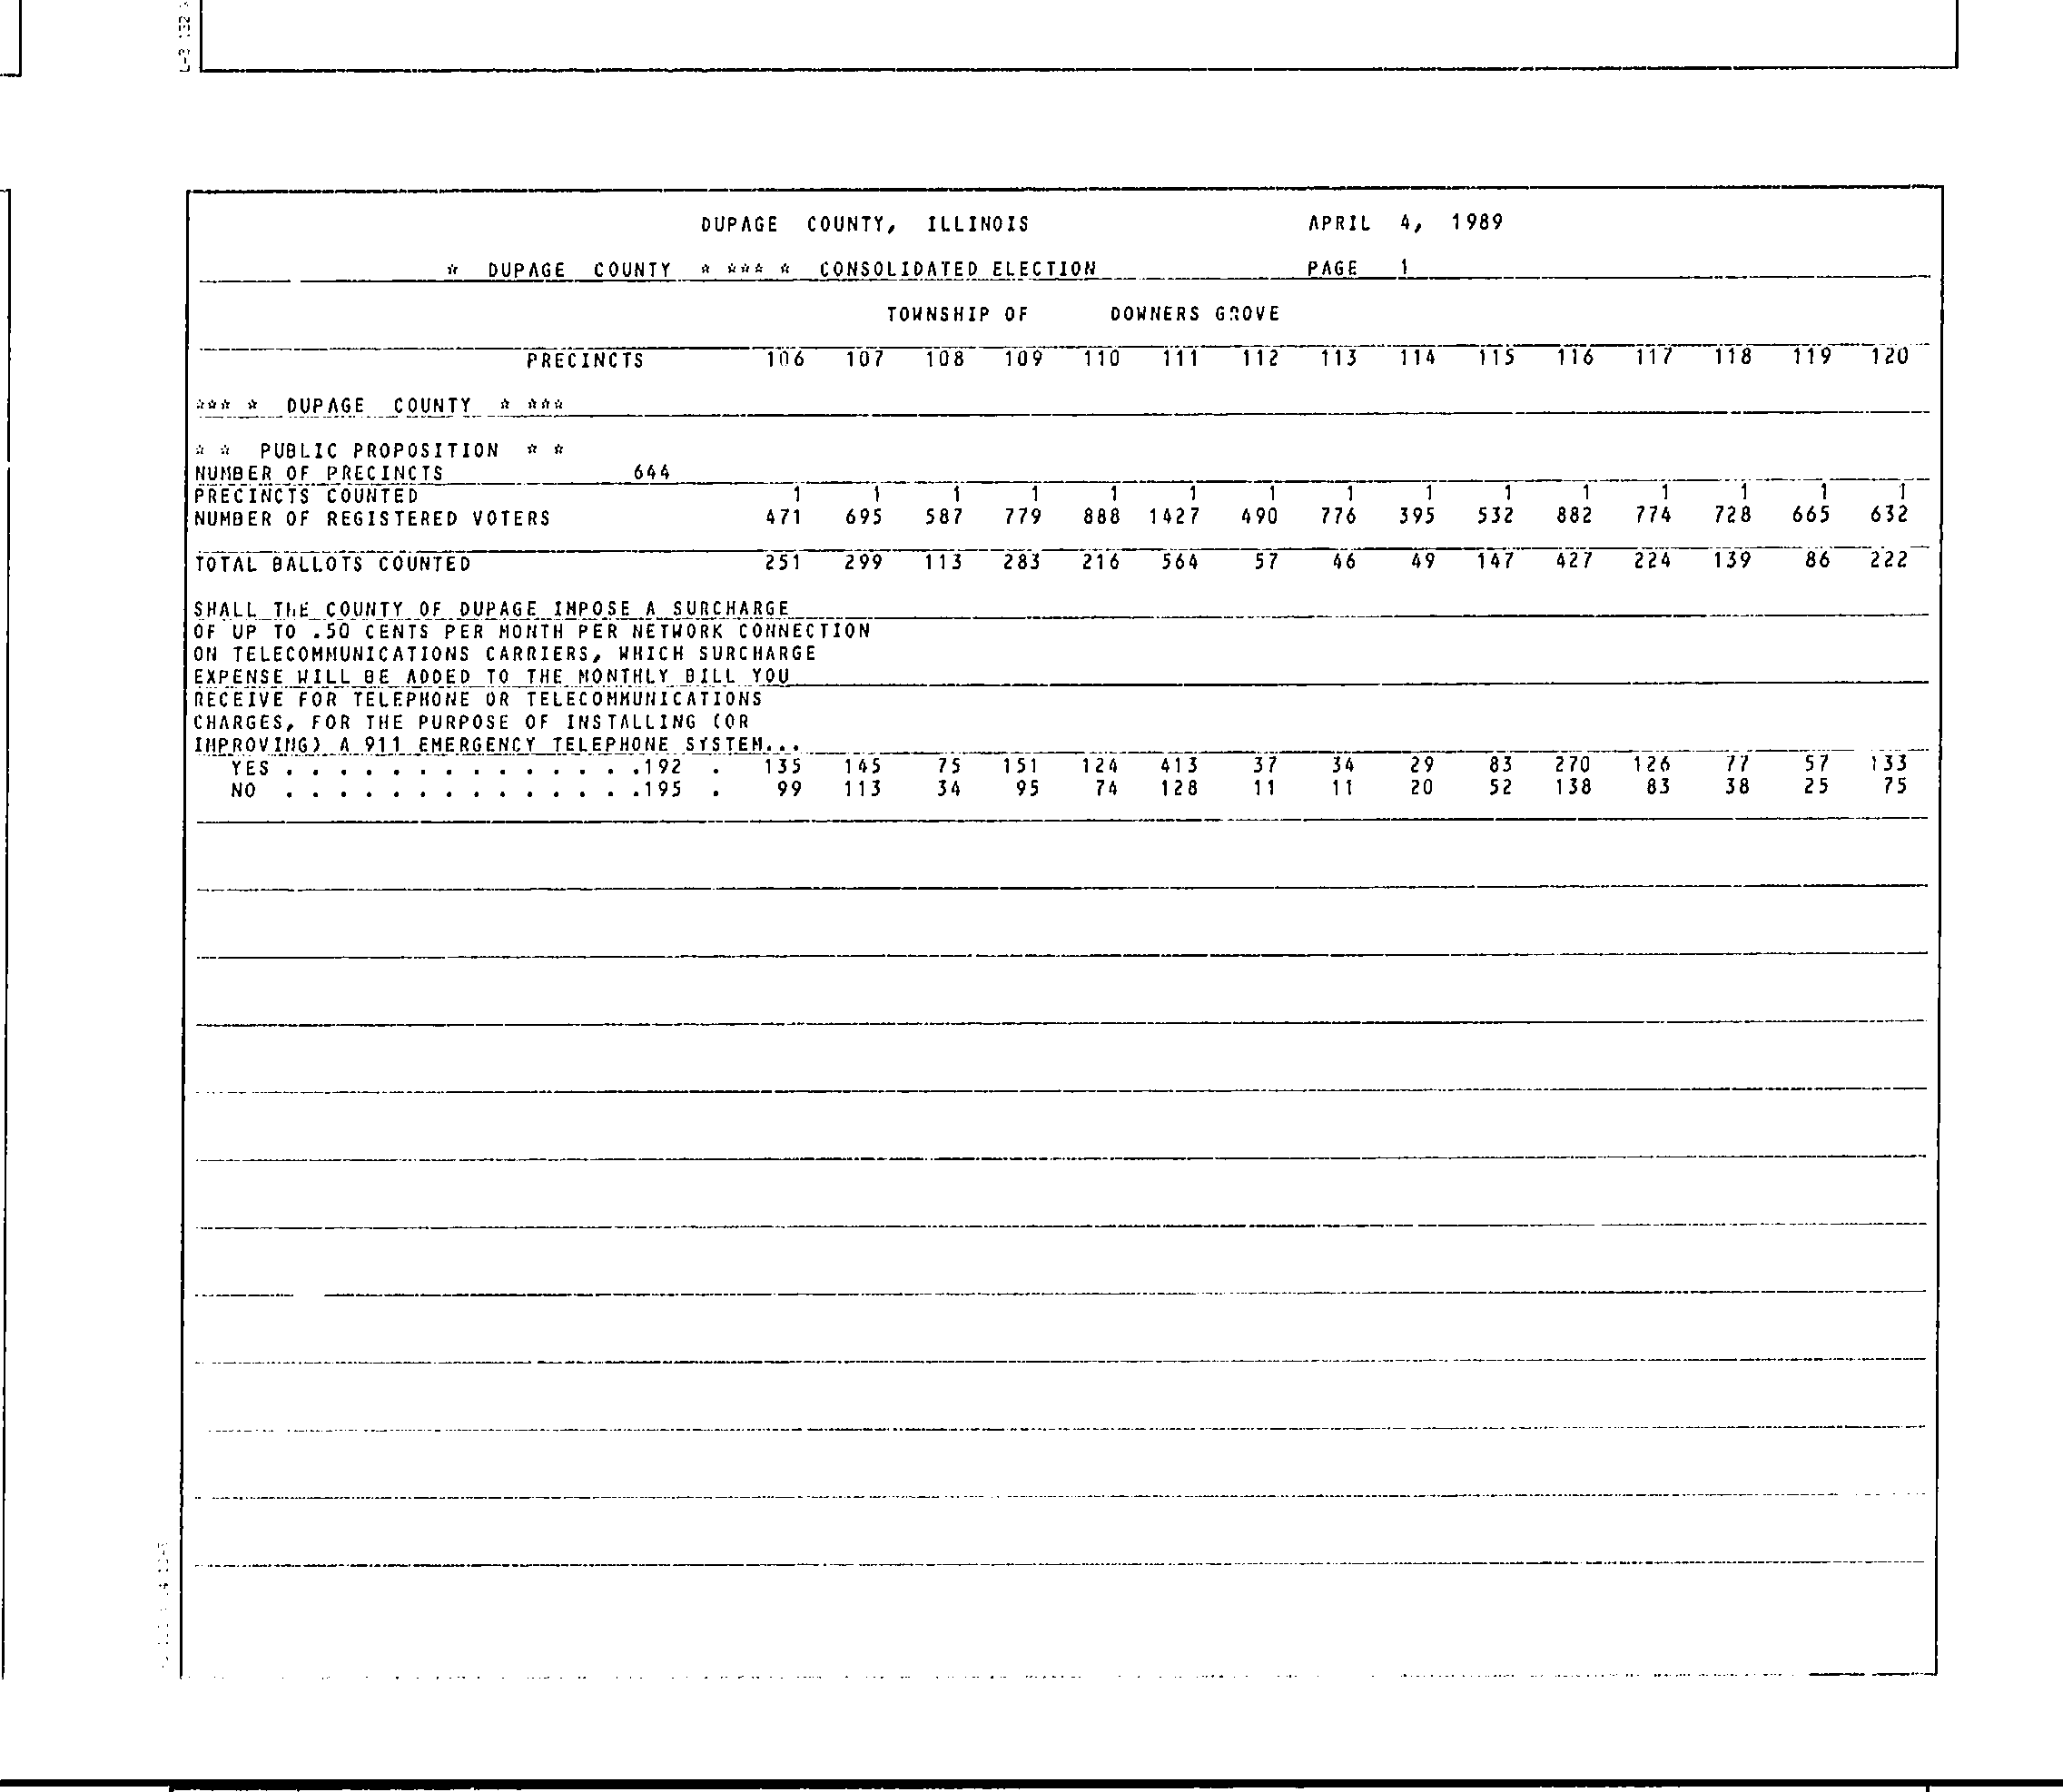 DUPAGE COUNTY, ILLINOIS APRIL 4, 1989
* DUPAGE COUNTY * *** * CONSOLIDATED ELECTION PAGE 1
TOWNSHIP OF DOWNERS GROVE
PRECINCTS 106 107 108 109 110 111 112 113 114 115 116 117 118 119 120
*** * DUPAGE COUNTY * ***
* * PUBLIC PROPOSITION * *
NUMBER OF PRECINCTS 644
PRECINCTS COUNTED 1 1 1 1 1 1 1 1 1 1 1 1 1 1 1
NUMBER OF REGISTERED VOTERS 471 695 587 779 888 1427 490 776 395 532 882 774 728 665 632
TOTAL BALLOTS COUNTED 251 299 113 283 216 564 57 46 49 147 427 224 139 86 222
SHALL THE COUNTY OF DUPAGE IMPOSE A SURCHARGE
OF UP TO .50 CENTS PER MONTH PER NETWORK CONNECTION
ON TELECOMMUNICATIONS CARRIERS, WHICH SURCHARGE
EXPENSE WILL BE ADDED TO THE MONTHLY BILL YOU
RECEIVE FOR TELEPHONE OR TELECOMMUNICATIONS
CHARGES, FOR THE PURPOSE OF INSTALLING (OR
IMPROVING) A 911 EMERGENCY TELEPHONE SYSTEM...
YES . . . . . . . . . . . . . .192 . 135 145 75 151 124 413 37 34 29 83 270 126 77 57 133
NO . . . . . . . . . . . . . .195 . 99 113 34 95 74 128 11 11 20 52 138 83 38 25 75